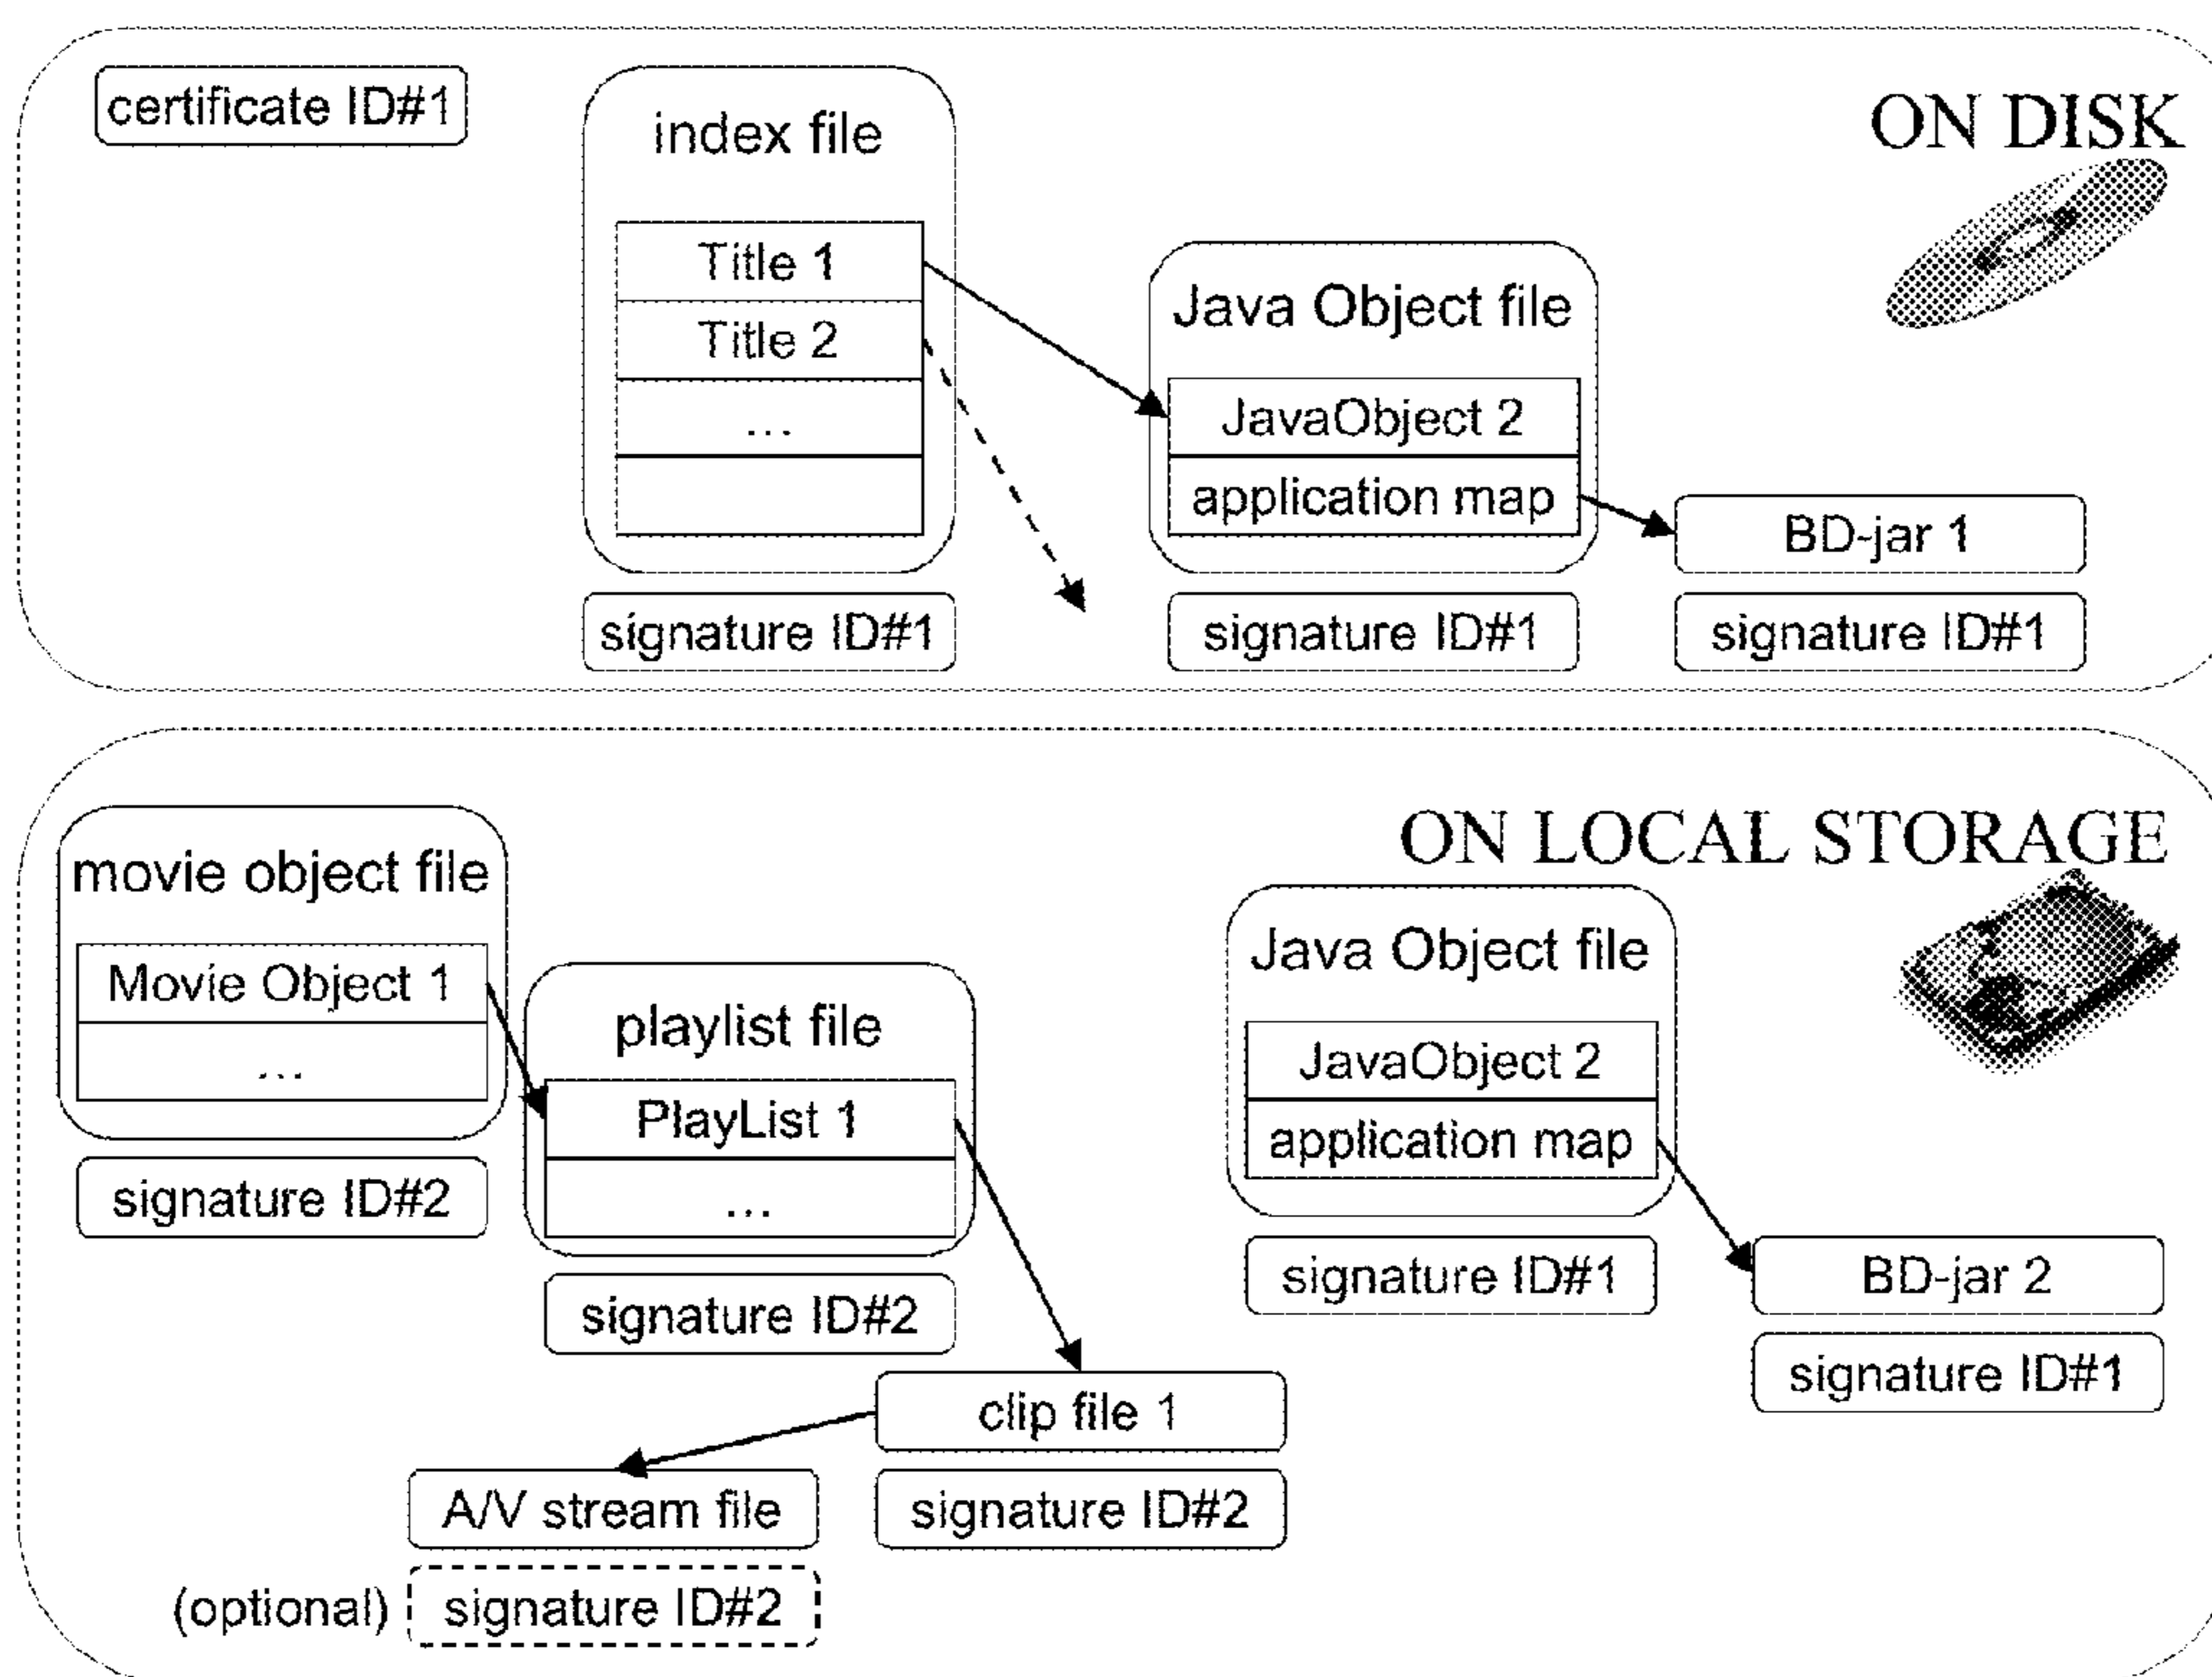 certificate ID#1
index file
Title 1
Title 2
...
signature ID#1
Java Object file
JavaObject 2
application map
signature ID#1
BD-jar 1
signature ID#1
ON DISK
ON LOCAL STORAGE
movie object file
Movie Object 1
...
signature ID#2
playlist file
PlayList 1
...
signature ID#2
clip file 1
signature ID#2
A/V stream file
(optional) signature ID#2
Java Object file
JavaObject 2
application map
signature ID#1
BD-jar 2
signature ID#1